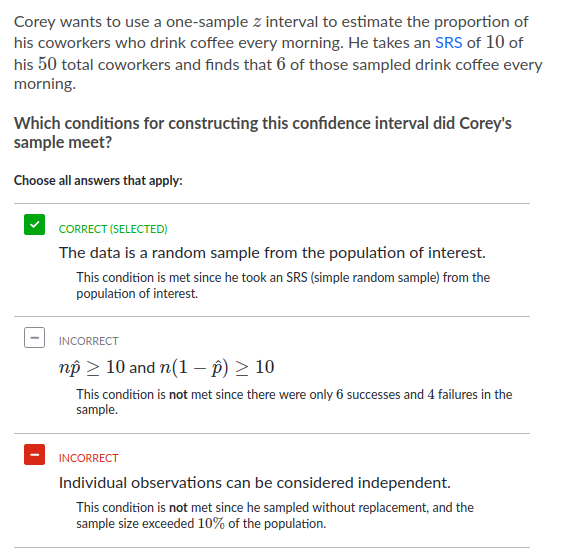 Corey wants to use a one-sample z interval to estimate the proportion of
his coworkers who drink coffee every morning. He takes an SRS of 10 of
his 50 total coworkers and finds that 6 of those sampled drink coffee every
morning.
Which conditions for constructing this confidence interval did Corey's
sample meet?
Choose all answers that apply:
CORRECT (SELECTED)
The data is a random sample from the population of interest.
This condition is met since he took an SRS (simple random sample) from the
population of interest.
INCORRECT
np̂ ≥ 10 and n(1 − p̂) ≥ 10
This condition is not met since there were only 6 successes and 4 failures in the
sample.
INCORRECT
Individual observations can be considered independent.
This condition is not met since he sampled without replacement, and the
sample size exceeded 10% of the population.